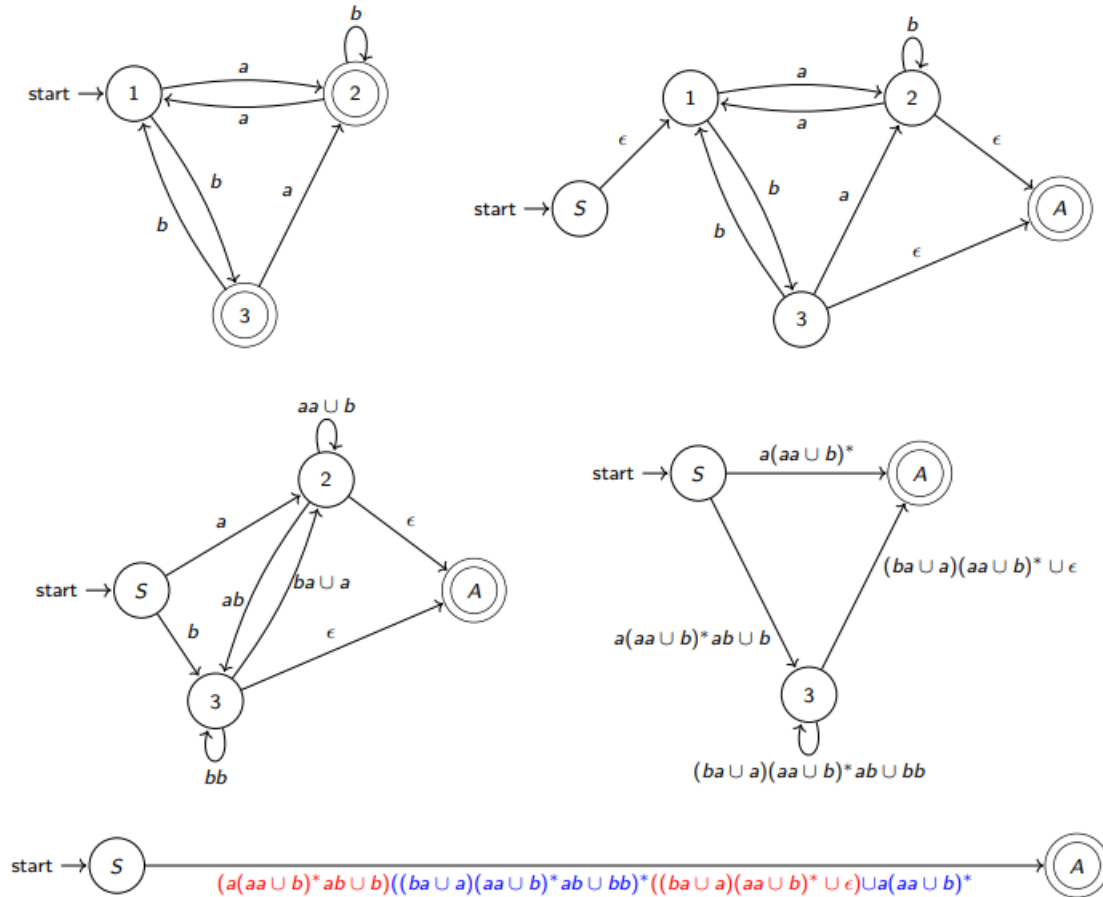 b
a
start 1 2
a
b
b a
3
b
a
1 2
a
ϵ ϵ
b
start S a A
b
ϵ
3
aa ∪ b
2
a ϵ
start S ab ba ∪ a A
b ϵ
3
bb
a(aa ∪ b)*
start S A
(ba ∪ a)(aa ∪ b)* ∪ ϵ
a(aa ∪ b)*ab ∪ b
3
(ba ∪ a)(aa ∪ b)*ab ∪ bb
start S A
(a(aa ∪ b)*ab ∪ b)((ba ∪ a)(aa ∪ b)*ab ∪ bb)*((ba ∪ a)(aa ∪ b)* ∪ ϵ)∪a(aa ∪ b)*